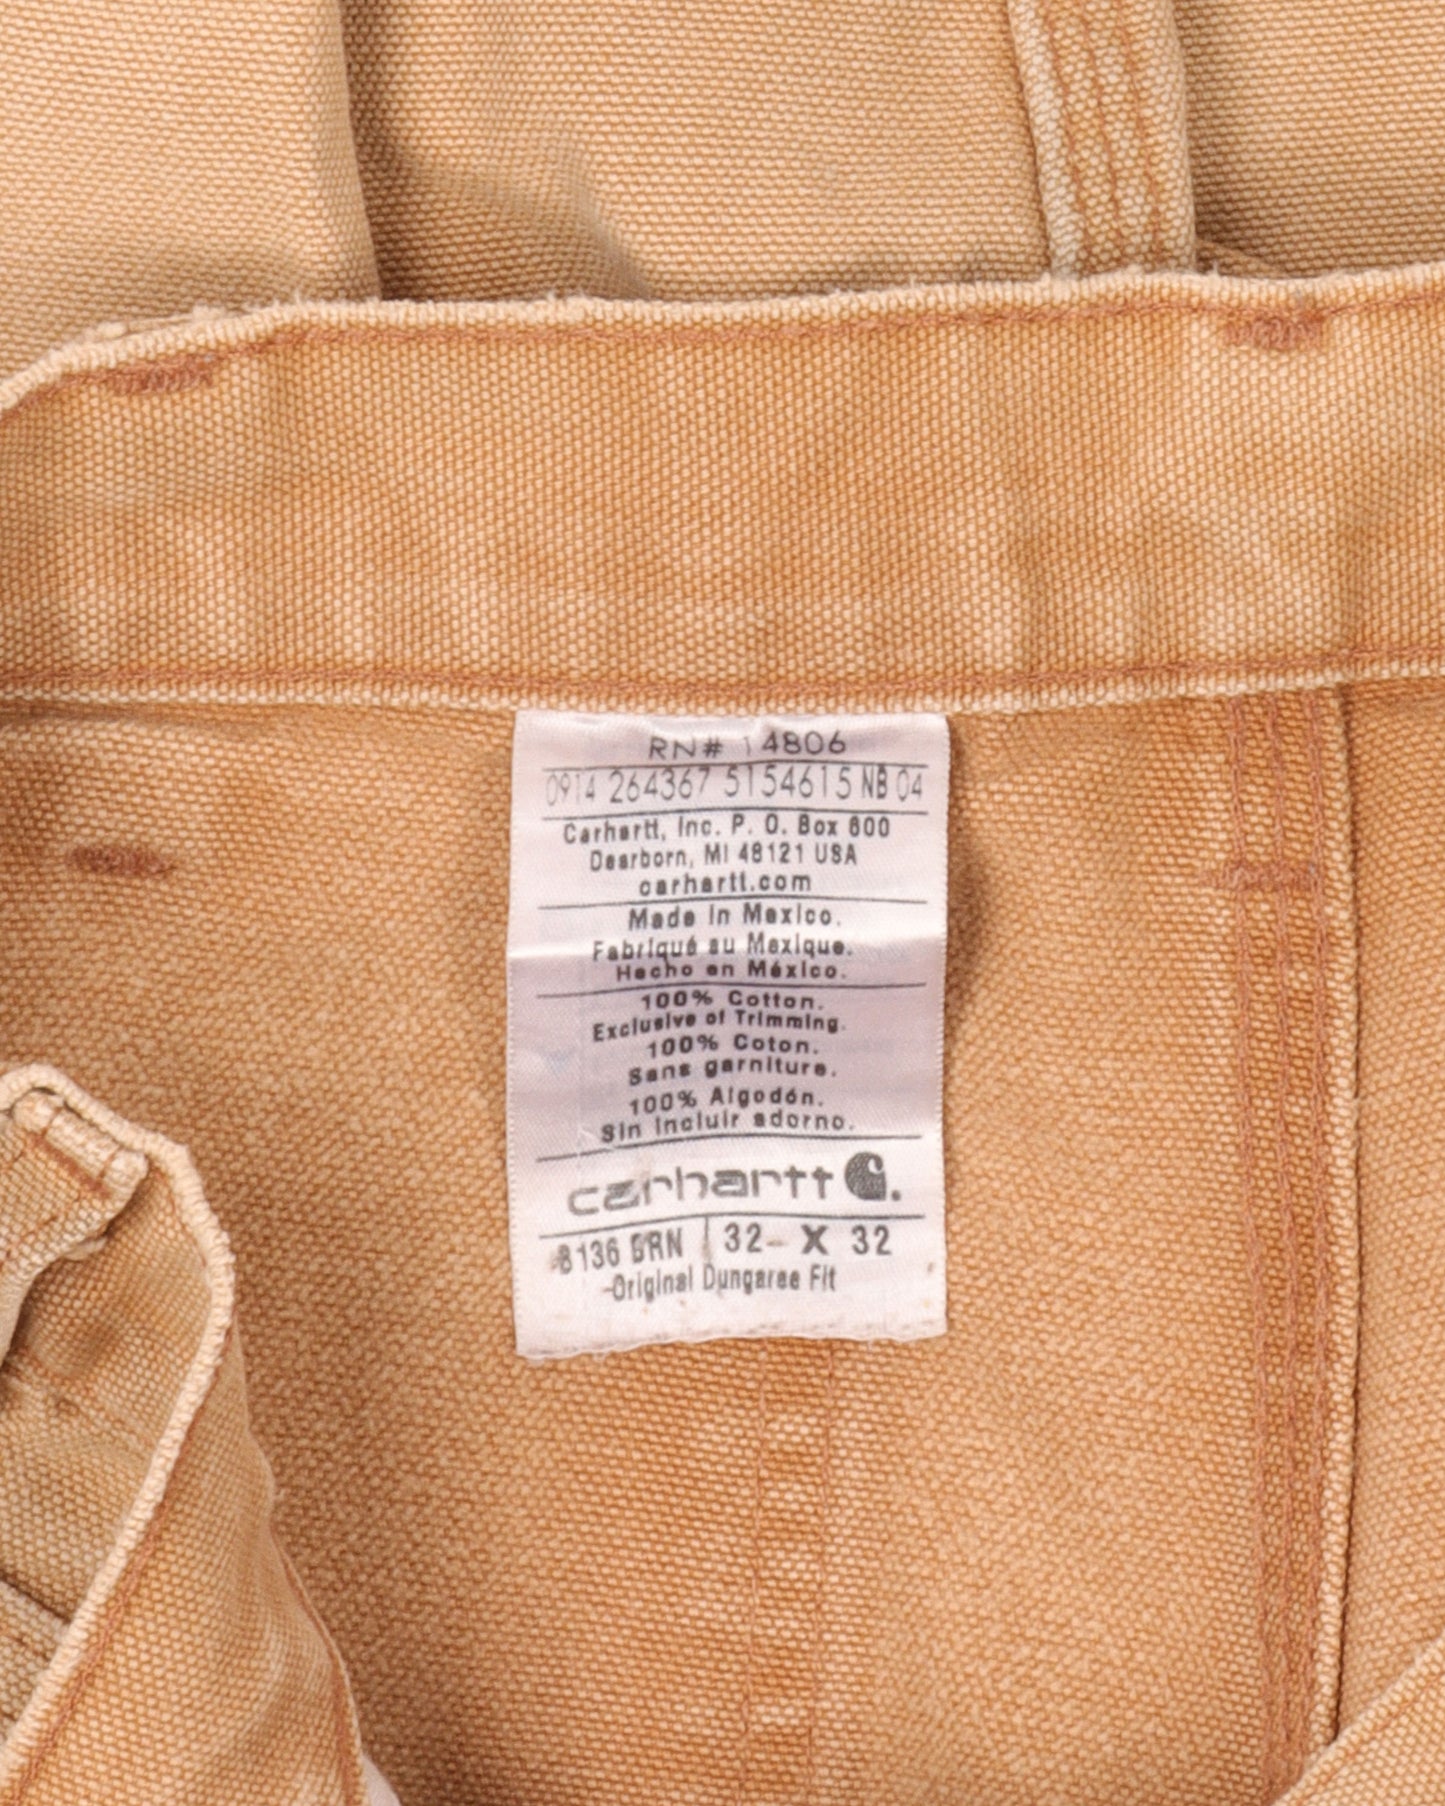 RN# 14806
0914 264367 5154615 NB 04
Carhartt, Inc. P. O. Box 600
Dearborn, MI 48121 USA
carhartt.com
Made in Mexico.
Fabriqué au Mexique.
Hecho en México.
100% Cotton.
Exclusive of Trimming.
100% Coton.
Sans garniture.
100% Algodón.
Sin incluir adorno.
carhartt
B136 BRN 32 X 32
Original Dungaree Fit